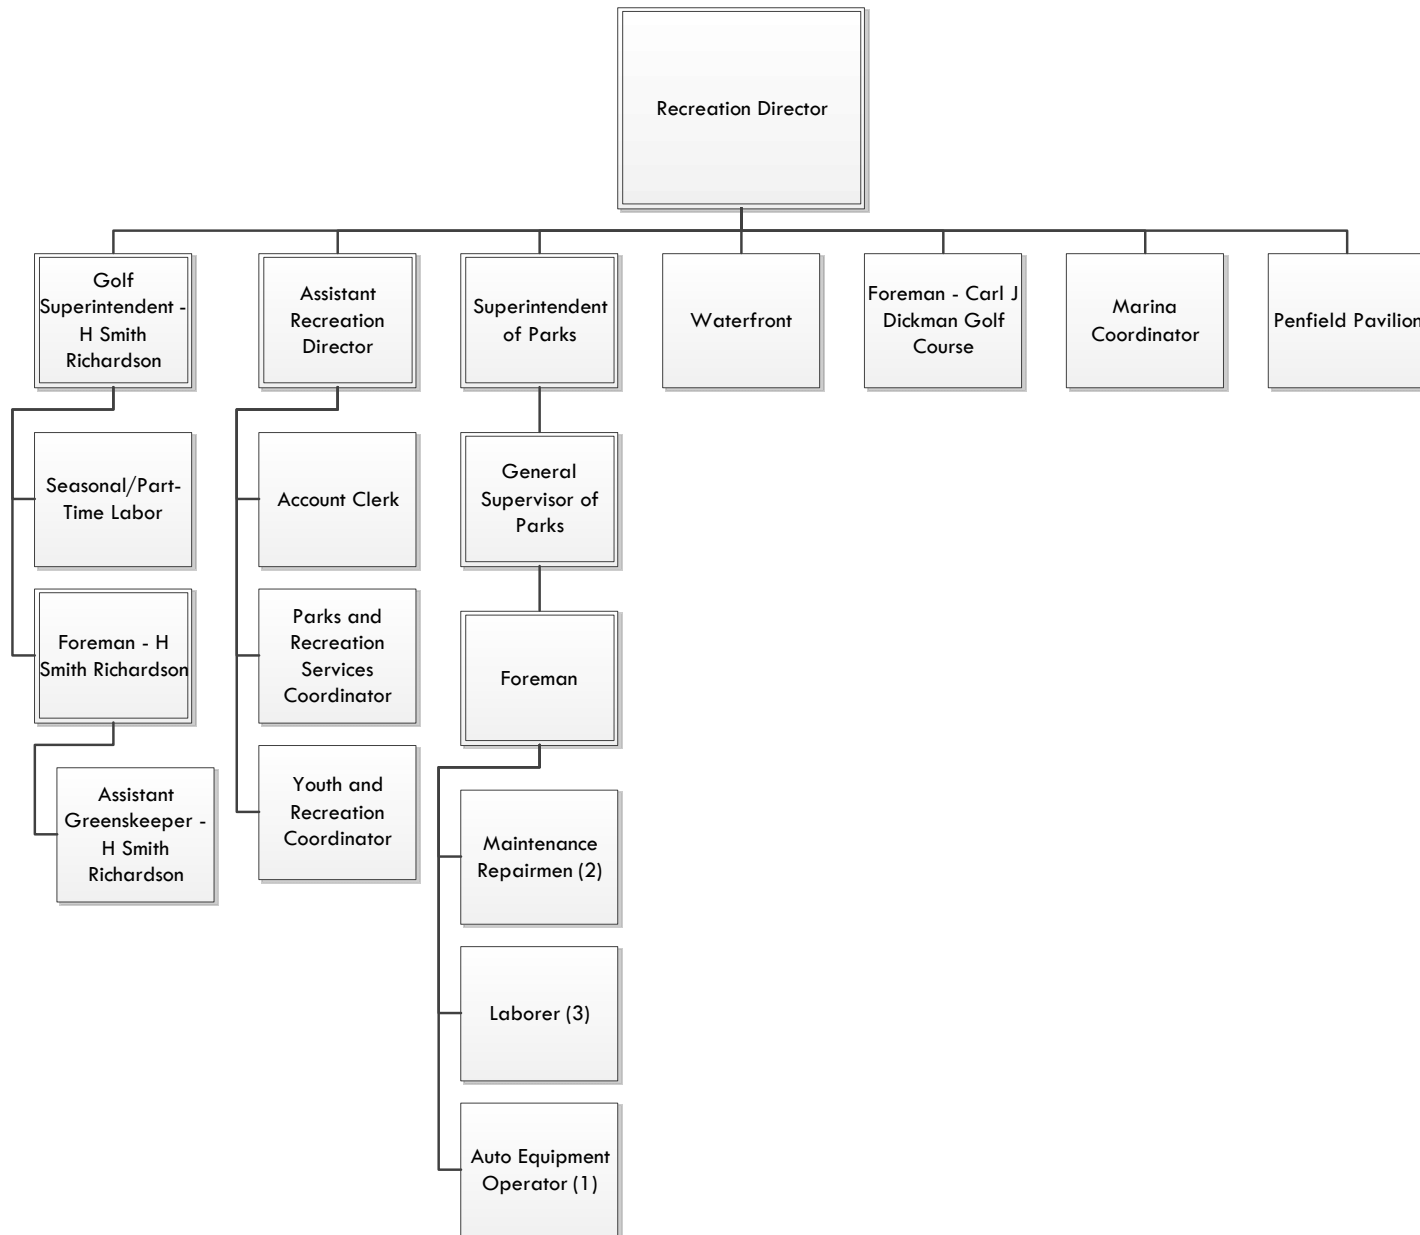 Recreation Director
Golf
Superintendent -
H Smith
Richardson
Assistant
Recreation
Director
Superintendent
of Parks
Waterfront
Foreman - Carl J
Dickman Golf
Course
Marina
Coordinator
Penfield Pavilion
Seasonal/Part-
Time Labor
Account Clerk
General
Supervisor of
Parks
Foreman - H
Smith Richardson
Parks and
Recreation
Services
Coordinator
Foreman
Assistant
Greenskeeper -
H Smith
Richardson
Youth and
Recreation
Coordinator
Maintenance
Repairmen (2)
Laborer (3)
Auto Equipment
Operator (1)